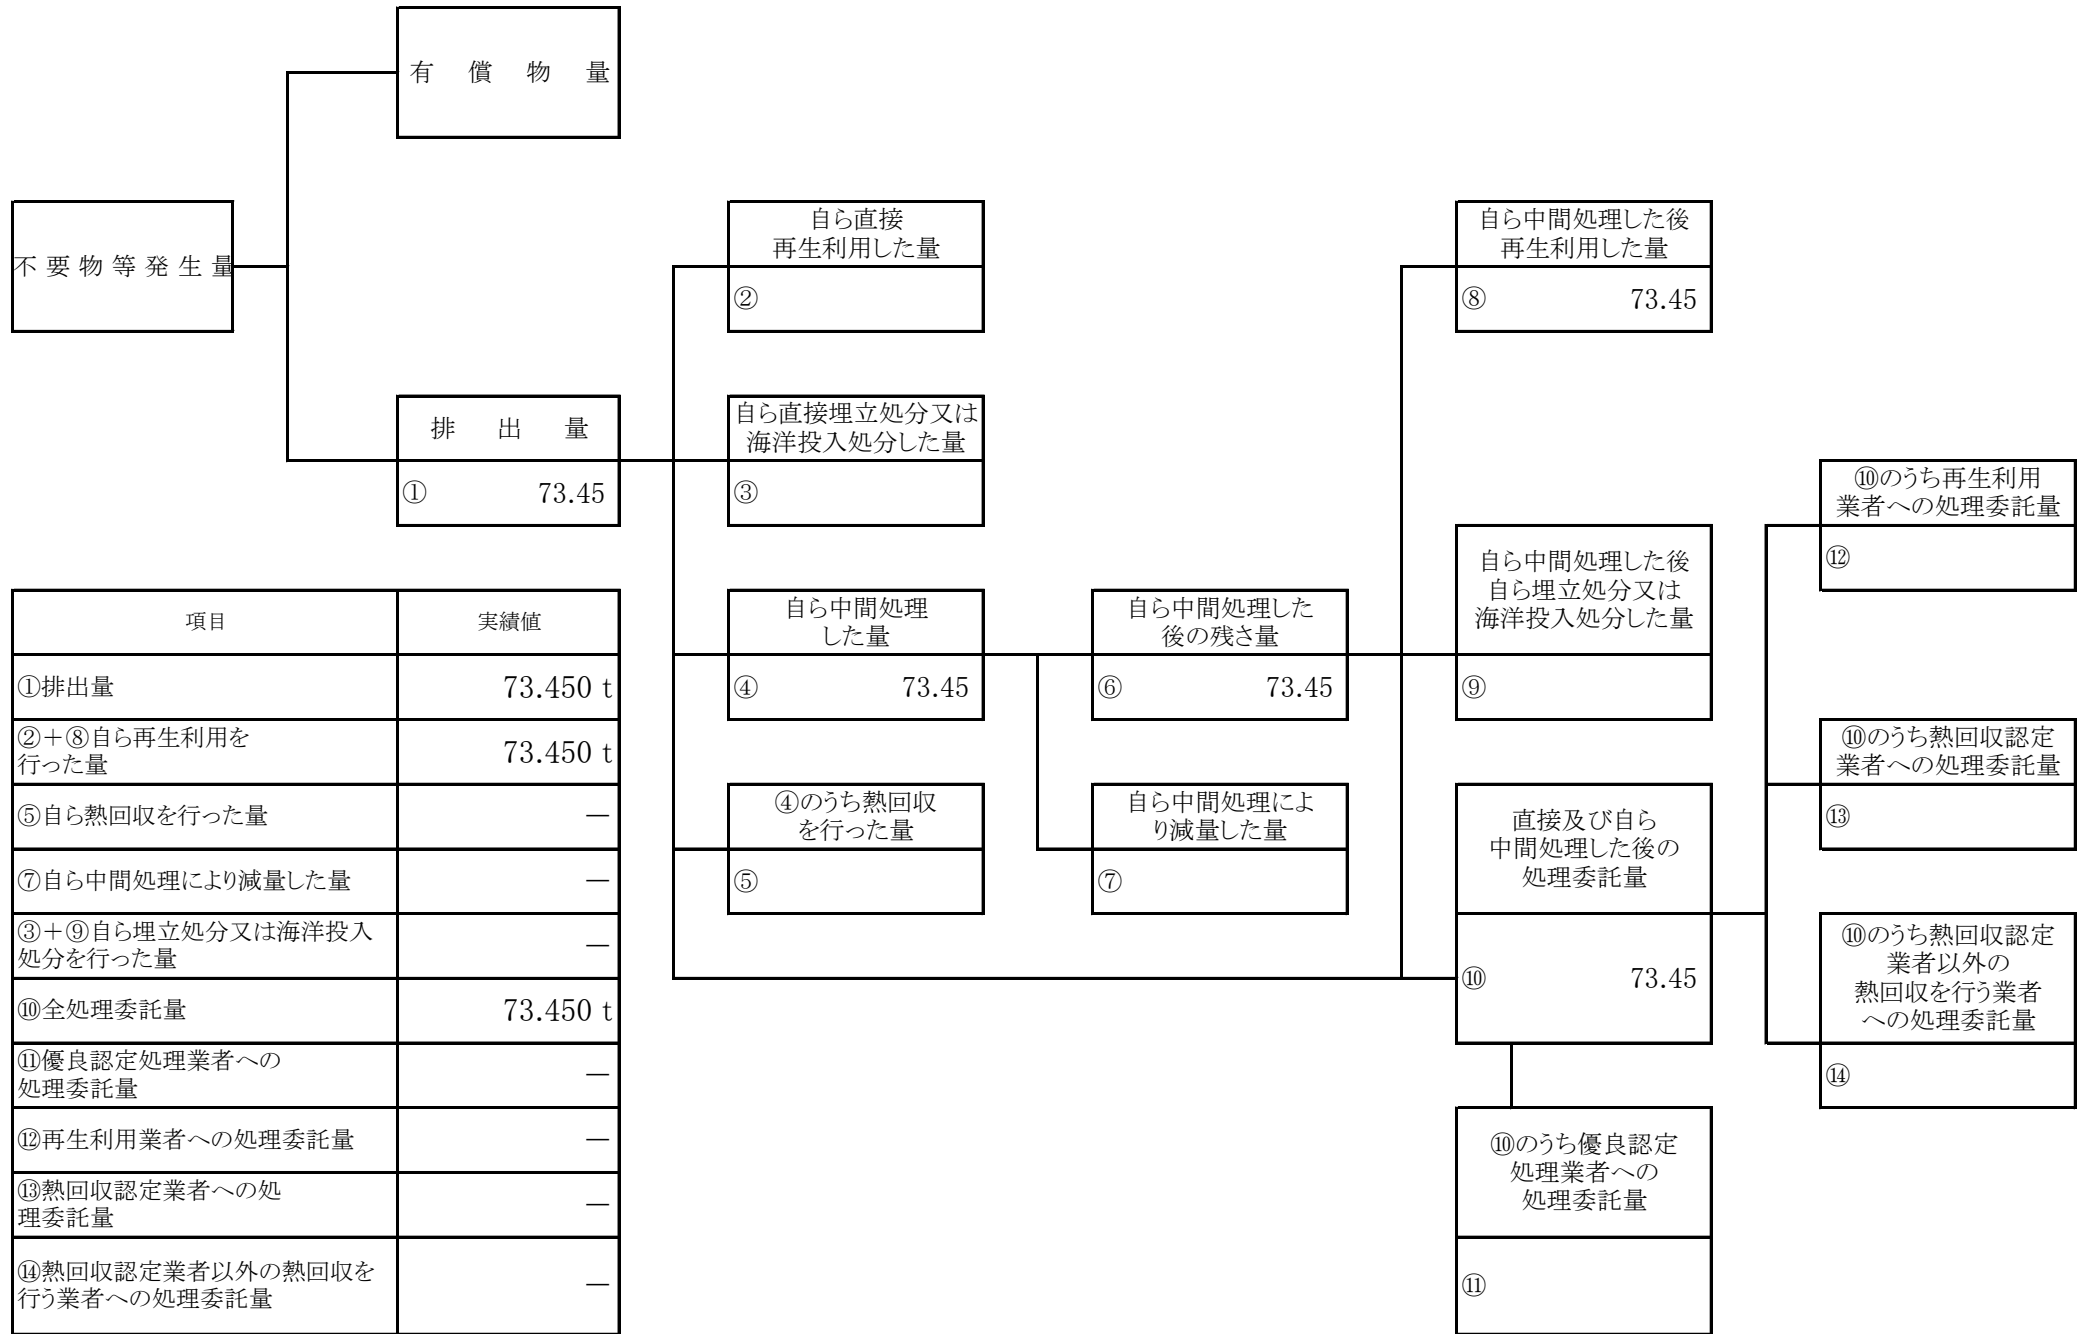 有償物量
不要物等発生量
自ら直接
再生利用した量
②
自ら中間処理した後
再生利用した量
⑧ 73.45
排出量
① 73.45
自ら直接埋立処分又は
海洋投入処分した量
③
⑩のうち再生利用
業者への処理委託量
⑫
自ら中間処理した後
自ら埋立処分又は
海洋投入処分した量
⑨
自ら中間処理
した量
④ 73.45
自ら中間処理した
後の残さ量
⑥ 73.45
⑩のうち熱回収認定
業者への処理委託量
⑬
④のうち熱回収
を行った量
⑤
自ら中間処理によ
り減量した量
⑦
直接及び自ら
中間処理した後の
処理委託量
⑩ 73.45
⑩のうち熱回収認定
業者以外の
熱回収を行う業者
への処理委託量
⑭
⑩のうち優良認定
処理業者への
処理委託量
⑪
項目 実績値
①排出量 73.450 t
②+⑧自ら再生利用を
行った量 73.450 t
⑤自ら熱回収を行った量 ―
⑦自ら中間処理により減量した量 ―
③+⑨自ら埋立処分又は海洋投入
処分を行った量 ―
⑩全処理委託量 73.450 t
⑪優良認定処理業者への
処理委託量 ―
⑫再生利用業者への処理委託量 ―
⑬熱回収認定業者への処
理委託量 ―
⑭熱回収認定業者以外の熱回収を
行う業者への処理委託量 ―